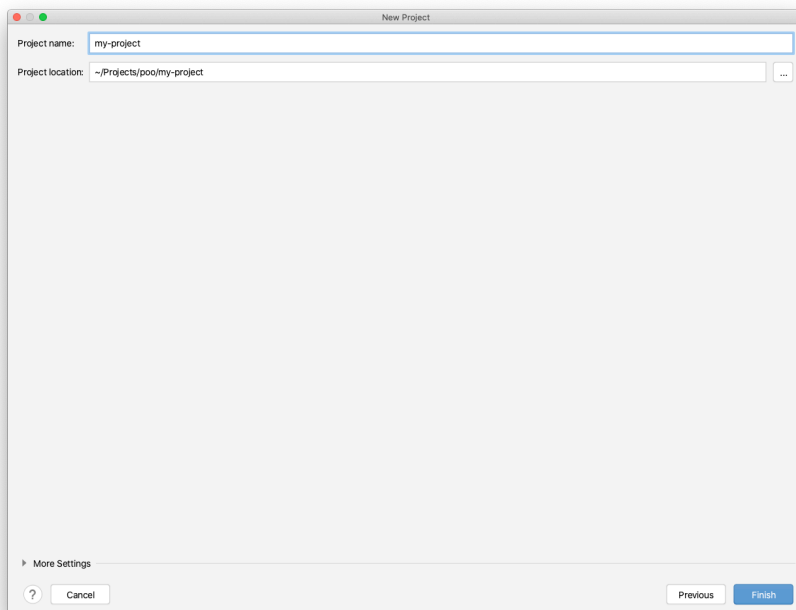 New Project
Project name: my-project
Project location: ~/Projects/poo/my-project ...
More Settings
? Cancel Previous Finish